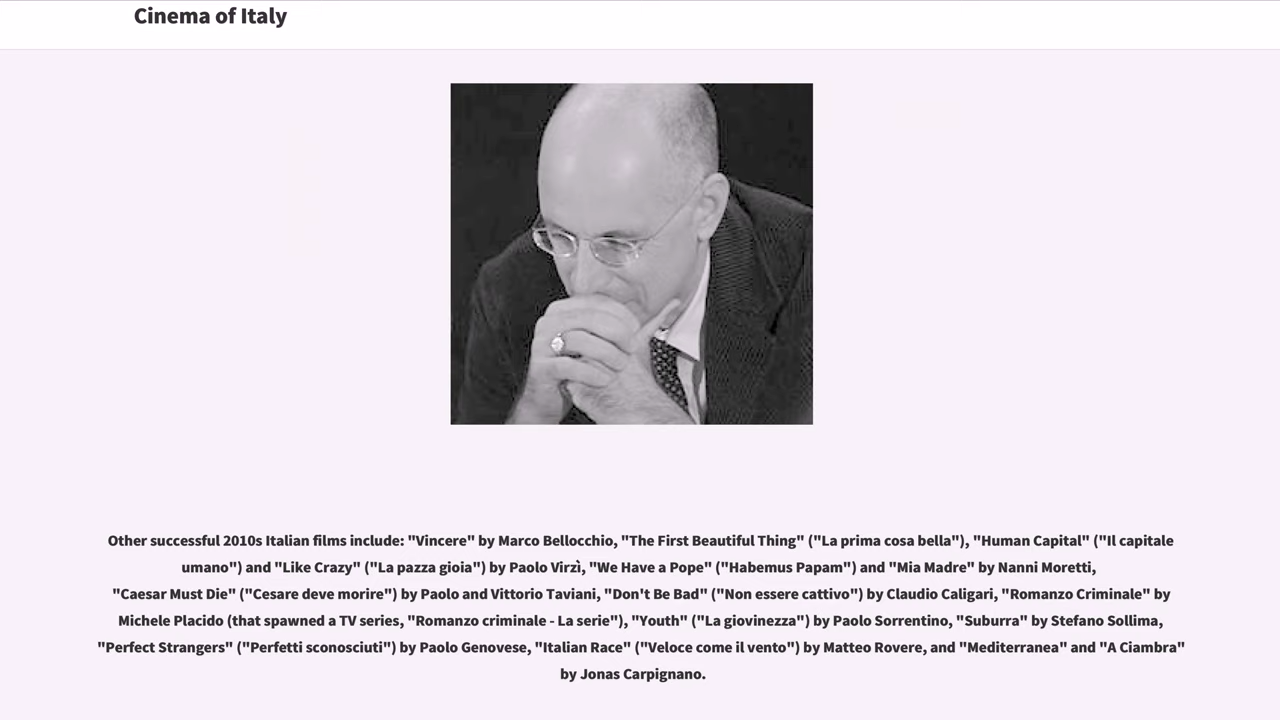 Cinema of Italy
Other successful 2010s Italian films include: "Vincere" by Marco Bellocchio, "The First Beautiful Thing" ("La prima cosa bella"), "Human Capital" ("Il capitale
umano") and "Like Crazy" ("La pazza gioia") by Paolo Virzì, "We Have a Pope" ("Habemus Papam") and "Mia Madre" by Nanni Moretti,
"Caesar Must Die" ("Cesare deve morire") by Paolo and Vittorio Taviani, "Don't Be Bad" ("Non essere cattivo") by Claudio Caligari, "Romanzo Criminale" by
Michele Placido (that spawned a TV series, "Romanzo criminale - La serie"), "Youth" ("La giovinezza") by Paolo Sorrentino, "Suburra" by Stefano Sollima,
"Perfect Strangers" ("Perfetti sconosciuti") by Paolo Genovese, "Italian Race" ("Veloce come il vento") by Matteo Rovere, and "Mediterranea" and "A Ciambra"
by Jonas Carpignano.